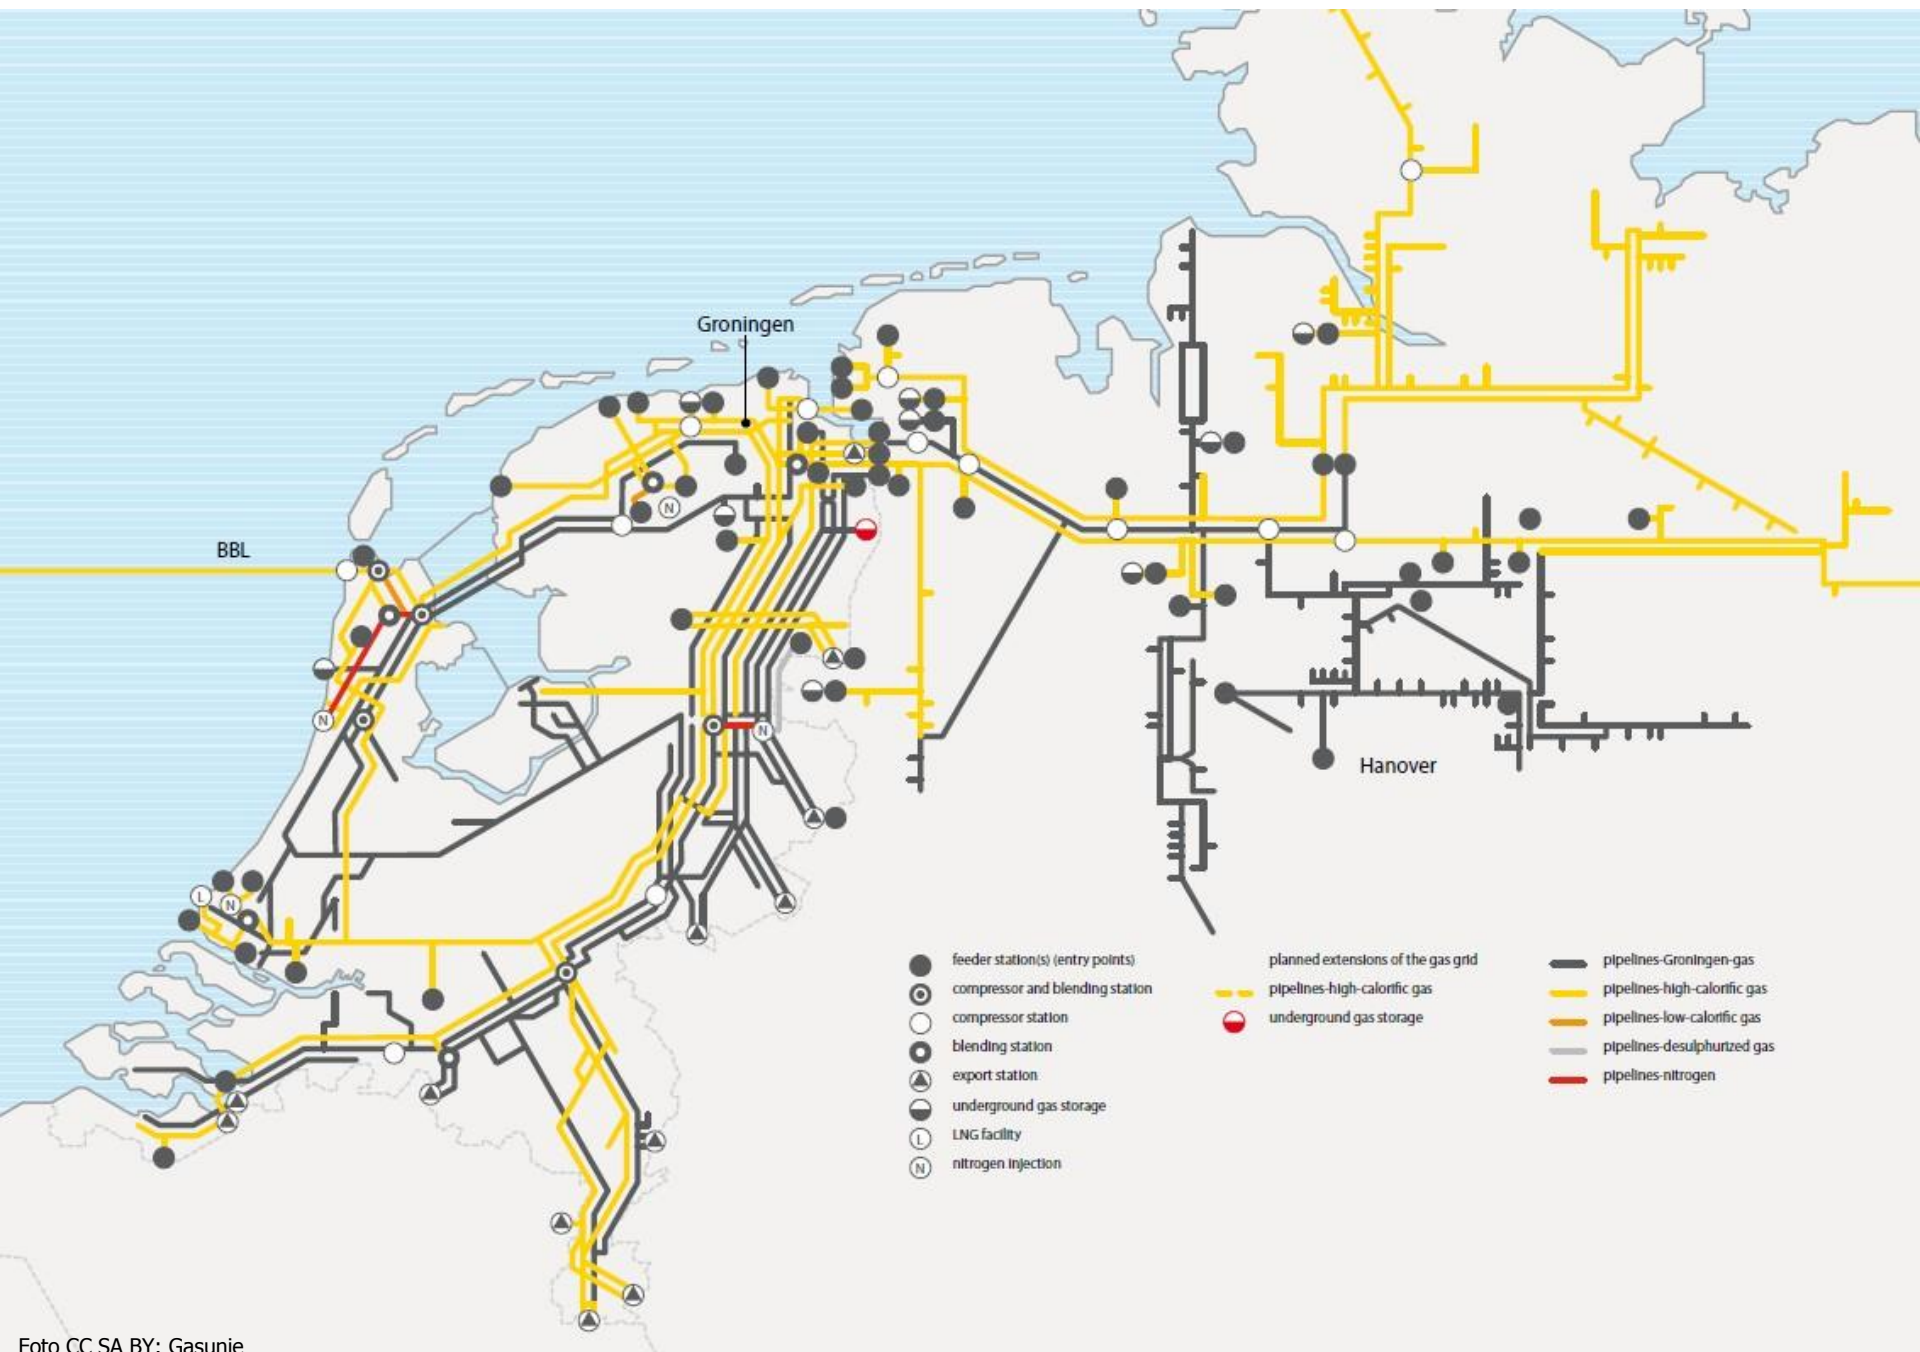 Groningen
BBL
Hanover
L
N
N
N
N
feeder station(s) (entry points)
compressor and blending station
compressor station
blending station
export station
underground gas storage
L LNG facility
N nitrogen injection
planned extensions of the gas grid
pipelines-high-calorific gas
underground gas storage
pipelines-Groningen-gas
pipelines-high-calorific gas
pipelines-low-calorific gas
pipelines-desulphurized gas
pipelines-nitrogen
Foto CC SA BY: Gasunie